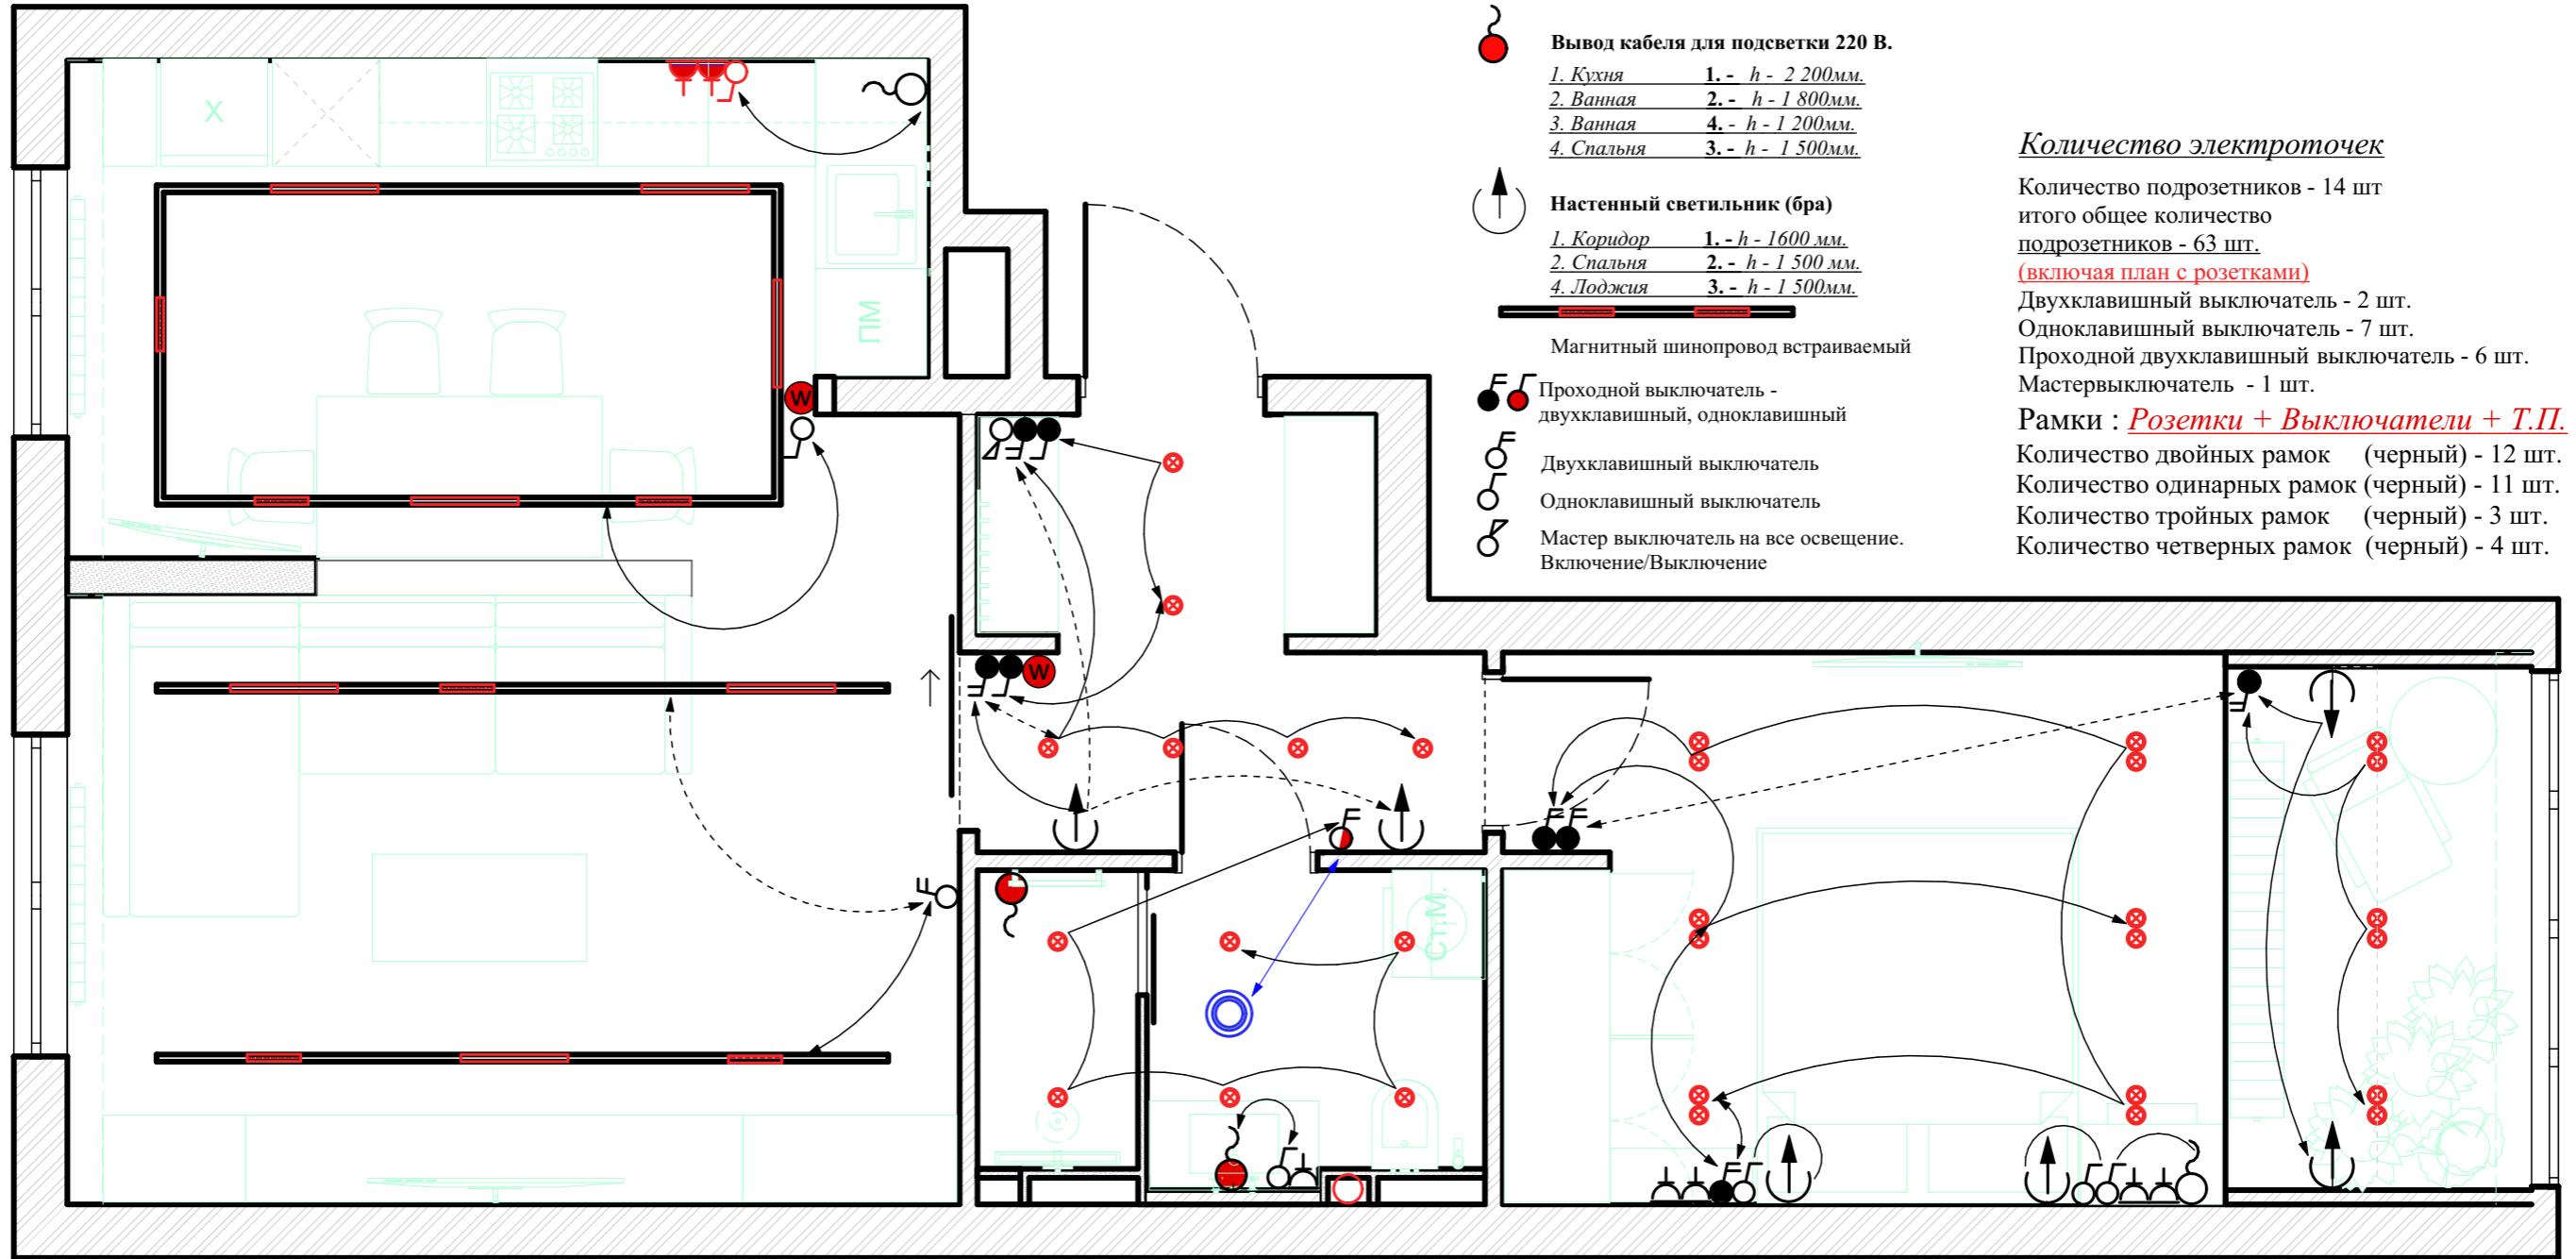 Вывод кабеля для подсветки 220 В.
1. Кухня 1. - h - 2 200мм.
2. Ванная 2. - h - 1 800мм.
3. Ванная 4. - h - 1 200мм.
4. Спальня 3. - h - 1 500мм.
Настенный светильник (бра)
1. Коридор 1. - h - 1600 мм.
2. Спальня 2. - h - 1 500 мм.
4. Лоджия 3. - h - 1 500мм.
Магнитный шинопровод встраиваемый
Проходной выключатель -
двухклавишный, одноклавишный
Двухклавишный выключатель
Одноклавишный выключатель
Мастер выключатель на все освещение.
Включение/Выключение
Количество электроточек
Количество подрозетников - 14 шт
итого общее количество
подрозетников - 63 шт.
(включая план с розетками)
Двухклавишный выключатель - 2 шт.
Одноклавишный выключатель - 7 шт.
Проходной двухклавишный выключатель - 6 шт.
Мастервыключатель - 1 шт.
Рамки : Розетки + Выключатели + Т.П.
Количество двойных рамок (черный) - 12 шт.
Количество одинарных рамок (черный) - 11 шт.
Количество тройных рамок (черный) - 3 шт.
Количество четверных рамок (черный) - 4 шт.
X
ПМ
W
W
СТ.М.